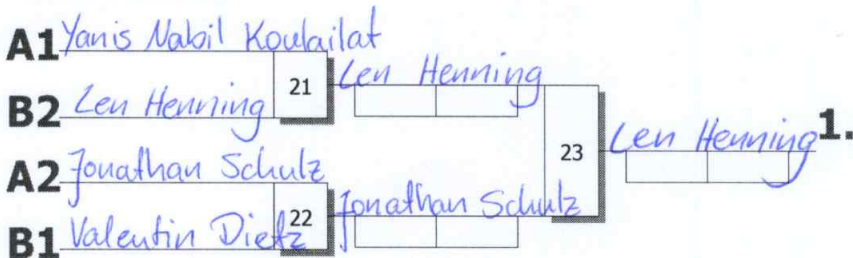 A1 Yanis Nabil Koulailat
21 Len Henning
B2 Len Henning
23 Len Henning 1.
A2 Jonathan Schulz
22 Jonathan Schulz
B1 Valentin Dietz